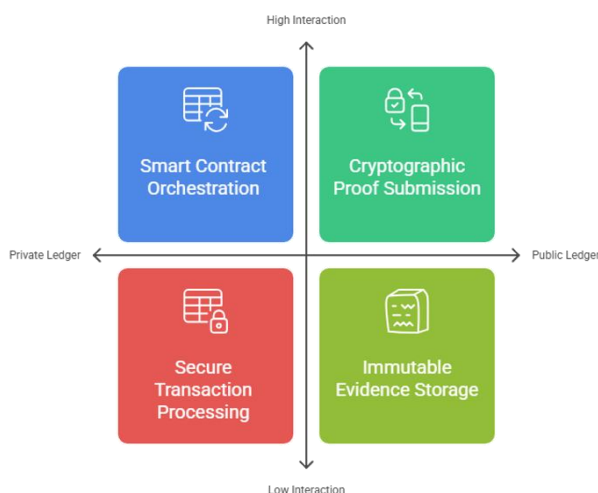 High Interaction
Smart Contract
Orchestration
Cryptographic
Proof Submission
Private Ledger
Public Ledger
Secure
Transaction
Processing
Immutable
Evidence Storage
Low Interaction